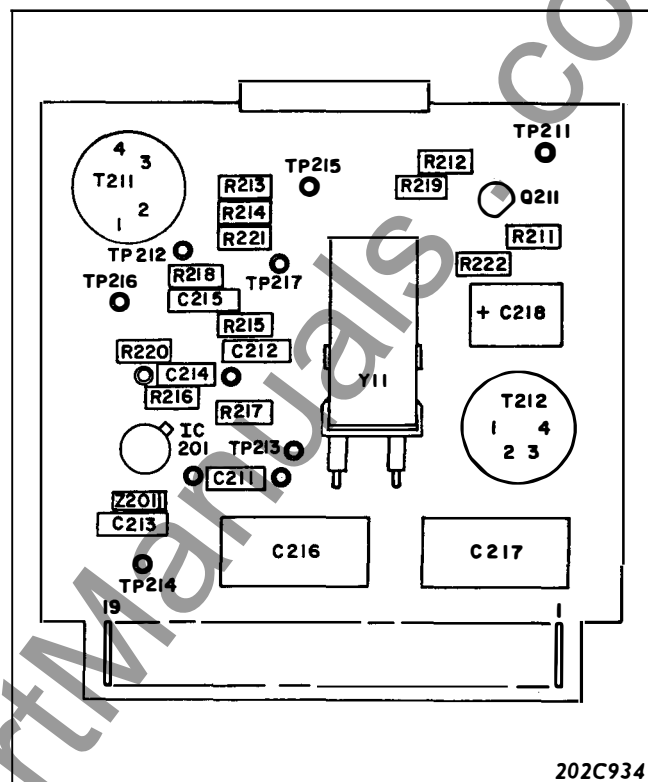 TP211
4
3
T211
2
1
R212
TP215
R213
R219
Q211
R214
R221
R211
TP212
TP217
R222
R218
TP216
C215
+ C218
R215
R220
C212
C214
Y11
R216
T212
R217
1 4
2 3
IC
201
TP213
C211
Z201
C213
C216
C217
TP214
19
1
202C934